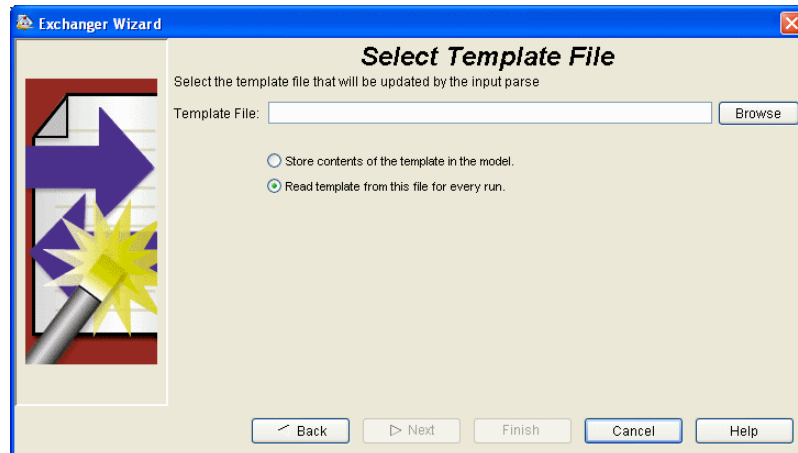 Exchanger Wizard
Select Template File
Select the template file that will be updated by the input parse
Template File:
Browse
Store contents of the template in the model.
Read template from this file for every run.
Back
Next
Finish
Cancel
Help